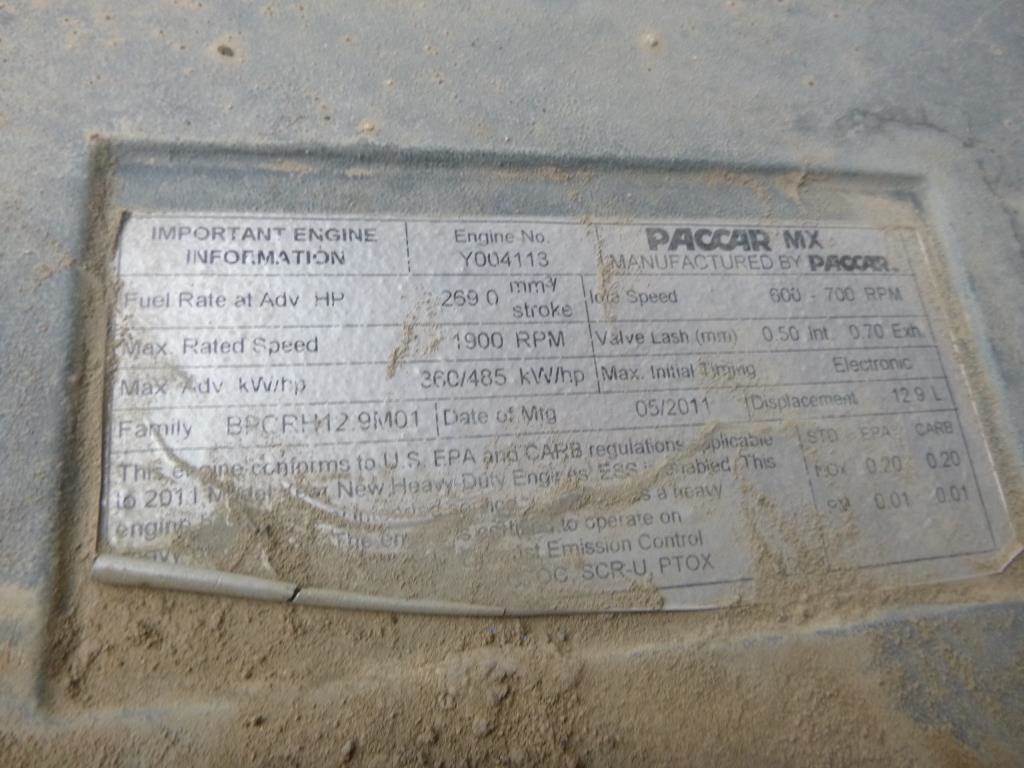 IMPORTANT ENGINE INFORMATION
Engine No. Y004113
PACCAR MX
MANUFACTURED BY PACCAR
Fuel Rate at Adv HP 269 0 mm³/ stroke
Speed 600 - 700 RPM
Max. Rated Speed 1900 RPM
Valve Lash (mm) 0.50 Int. 0.70 Exh.
Max Adv kW/hp 360/485 kW/hp
Max. Initial Timing Electronic
Family BPCRH12.9M01
Date of Mfg 05/2011
Displacement 12.9 L
This engine conforms to U.S. EPA and CARB regulations applicable
to 2011 Model Year New Heavy Duty This
engine a heavy
The to operate on
Emission Control
SCR-U, PTOX
STD EPA CARB
NOX 0.20 0.20
PM 0.01 0.01